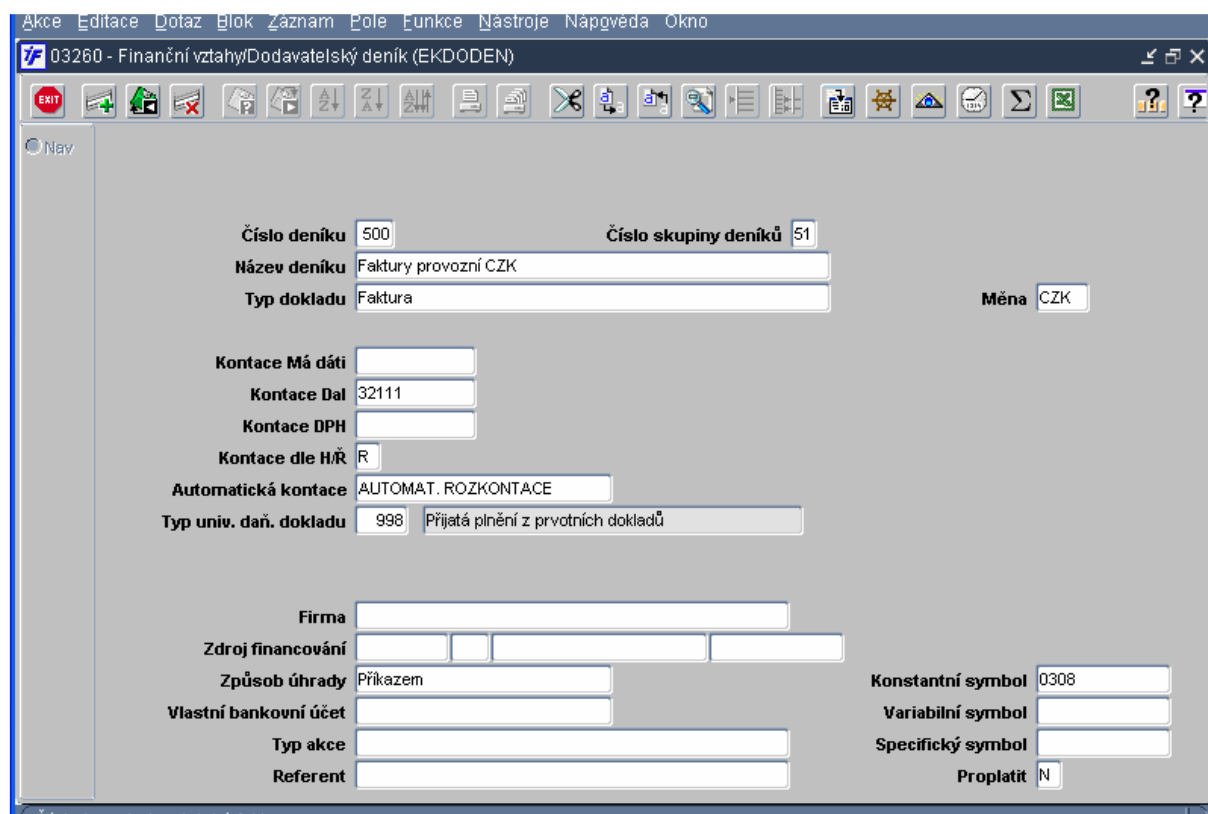 Akce Editace Dotaz Blok Záznam Pole Funkce Nástroje Nápověda Okno
03260 - Finanční vztahy/Dodavatelský deník (EKDODEN)
EXIT
Nav
Číslo deníku 500 Číslo skupiny deníků 51
Název deníku Faktury provozní CZK
Typ dokladu Faktura Měna CZK
Kontace Má dáti
Kontace Dal 32111
Kontace DPH
Kontace dle H/Ř R
Automatická kontace AUTOMAT. ROZKONTACE
Typ univ. daň. dokladu 998 Přijatá plnění z prvotních dokladů
Firma
Zdroj financování
Způsob úhrady Příkazem Konstantní symbol 0308
Vlastní bankovní účet Variabilní symbol
Typ akce Specifický symbol
Referent Proplatit N